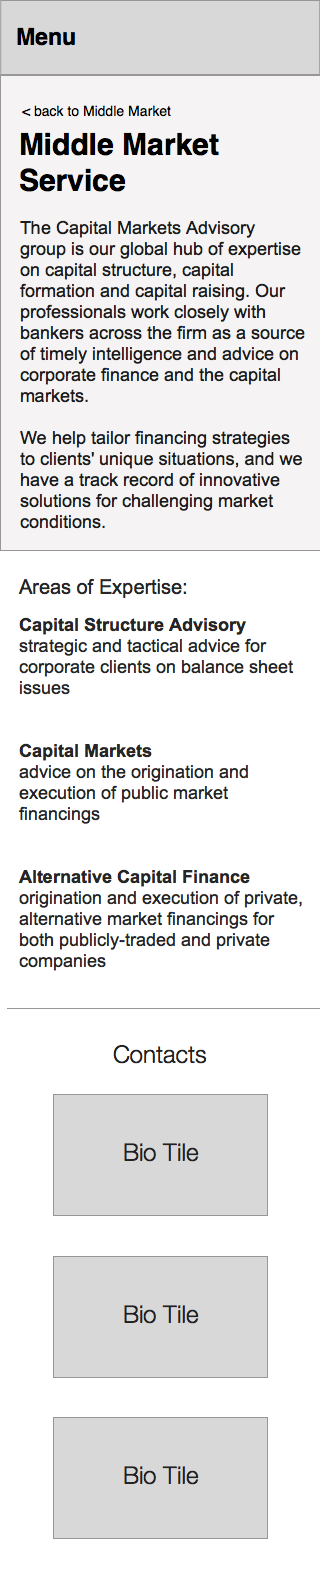 Menu
< back to Middle Market
Middle Market
Service
The Capital Markets Advisory
group is our global hub of expertise
on capital structure, capital
formation and capital raising. Our
professionals work closely with
bankers across the firm as a source
of timely intelligence and advice on
corporate finance and the capital
markets.
We help tailor financing strategies
to clients' unique situations, and we
have a track record of innovative
solutions for challenging market
conditions.
Areas of Expertise:
Capital Structure Advisory
strategic and tactical advice for
corporate clients on balance sheet
issues
Capital Markets
advice on the origination and
execution of public market
financings
Alternative Capital Finance
origination and execution of private,
alternative market financings for
both publicly-traded and private
companies
Contacts
Bio Tile
Bio Tile
Bio Tile